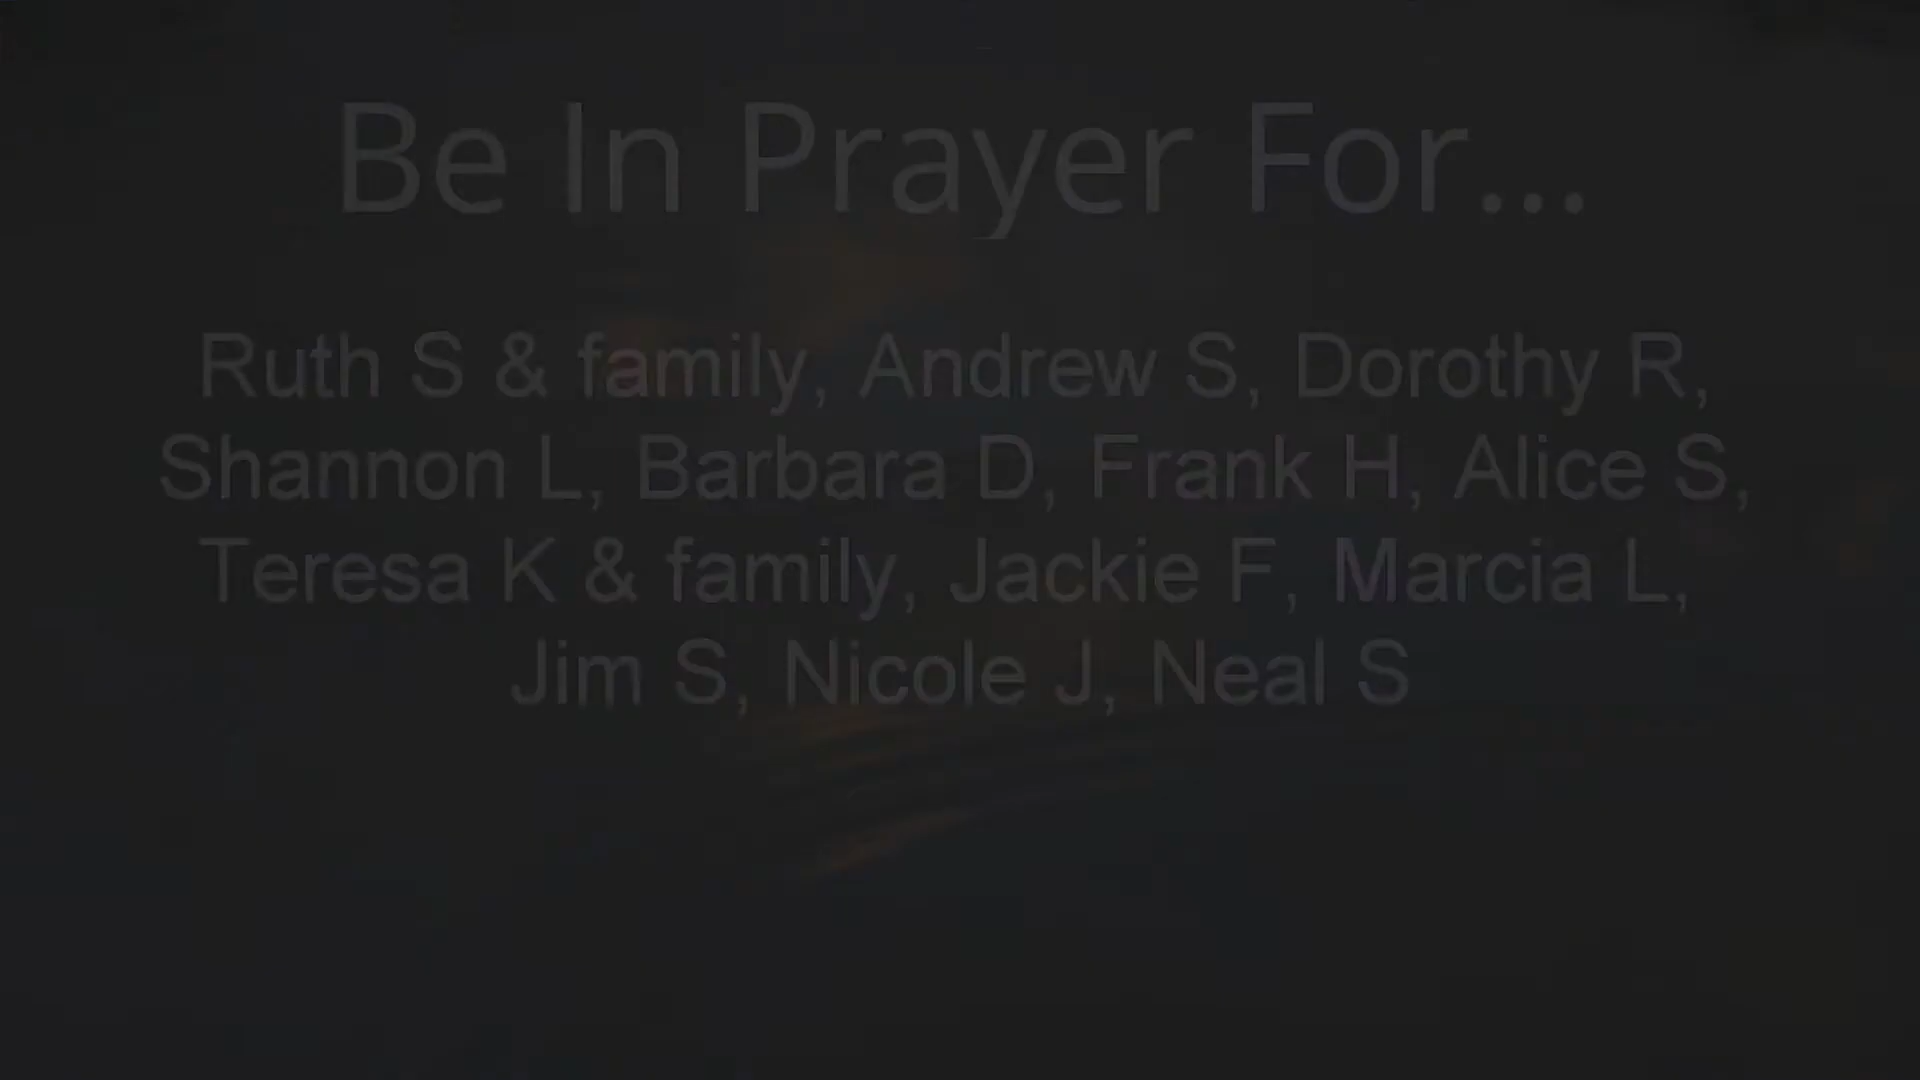 Be In Prayer For...
Ruth S & family, Andrew S, Dorothy R,
Shannon L, Barbara D, Frank H, Alice S,
Teresa K & family, Jackie F, Marcia L,
Jim S, Nicole J, Neal S